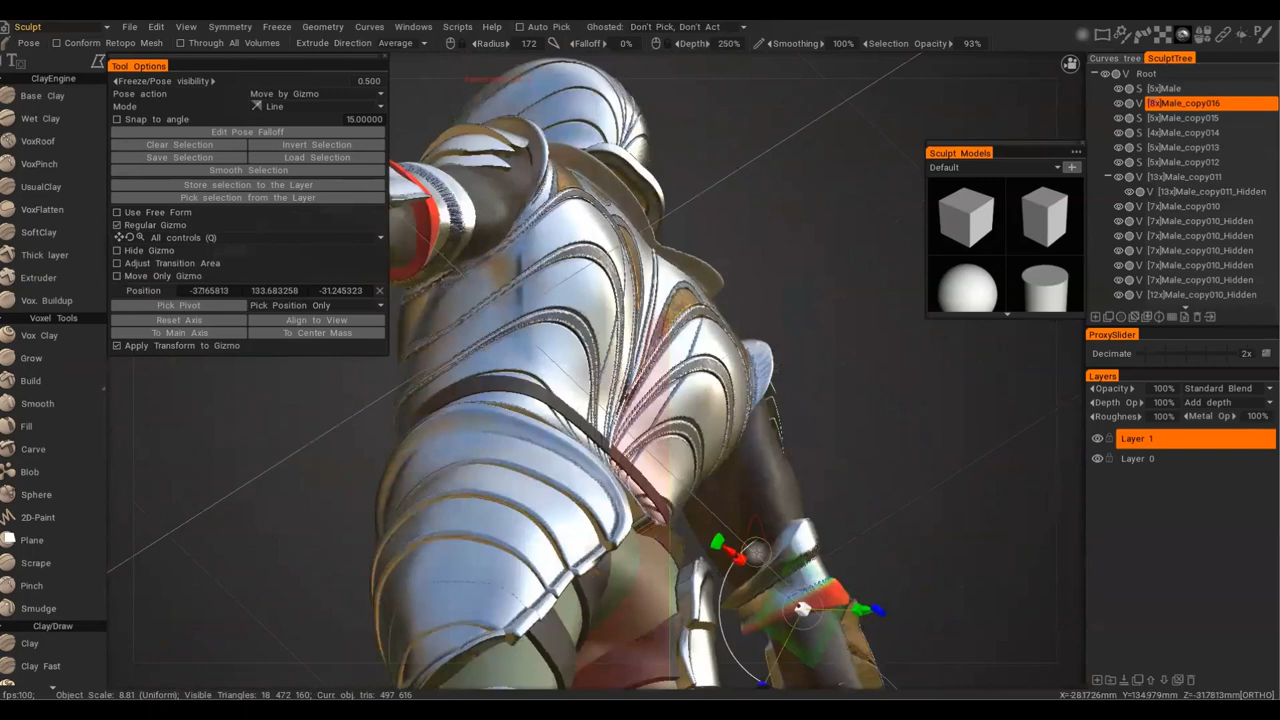 Sculpt File Edit View Symmetry Freeze Geometry Curves Windows Scripts Help Auto Pick Ghosted: Don't Pick, Don't Act
Pose Conform Retopo Mesh Through All Volumes Extrude Direction Average Radius 172 Falloff 0% Depth 250% Smoothing 100% Selection Opacity 93%
ClayEngine
Base Clay
Wet Clay
VoxRoof
VoxPinch
UsualClay
VoxFlatten
SoftClay
Thick layer
Extruder
Vox. Buildup
Voxel Tools
Vox Clay
Grow
Build
Smooth
Fill
Carve
Blob
Sphere
2D-Paint
Plane
Scrape
Pinch
Smudge
Clay/Draw
Clay
Clay Fast
Tool Options
Freeze/Pose visibility 0.500
Pose action Move by Gizmo
Mode Line
Snap to angle 15.00000
Edit Pose Falloff
Clear Selection Invert Selection
Save Selection Load Selection
Smooth Selection
Store selection to the Layer
Pick selection from the Layer
Use Free Form
Regular Gizmo
All controls (Q)
Hide Gizmo
Adjust Transition Area
Move Only Gizmo
Position -37.165813 133.683258 -31.245323
Pick Pivot Pick Position Only
Reset Axis Align to View
To Main Axis To Center Mass
Apply Transform to Gizmo
Sculpt Models
Default
Curves tree SculptTree
Root
S [5x]Male
V [8x]Male_copy016
S [5x]Male_copy015
S [4x]Male_copy014
S [5x]Male_copy013
S [5x]Male_copy012
V [13x]Male_copy011
V [13x]Male_copy011_Hidden
V [7x]Male_copy010
V [7x]Male_copy010_Hidden
V [7x]Male_copy010_Hidden
V [7x]Male_copy010_Hidden
V [7x]Male_copy010_Hidden
V [12x]Male_copy010_Hidden
ProxySlider
Decimate 2x
Layers
Opacity 100% Standard Blend
Depth Op 100% Add depth
Roughness 100% Metal Op 100%
Layer 1
Layer 0
fps:100; Object Scale: 8.81 (Uniform); Visible Triangles: 18 472 160; Curr. obj. tris: 497 616 X=-28.1726mm Y=134.979mm Z=-31.7813mm[ORTHO]